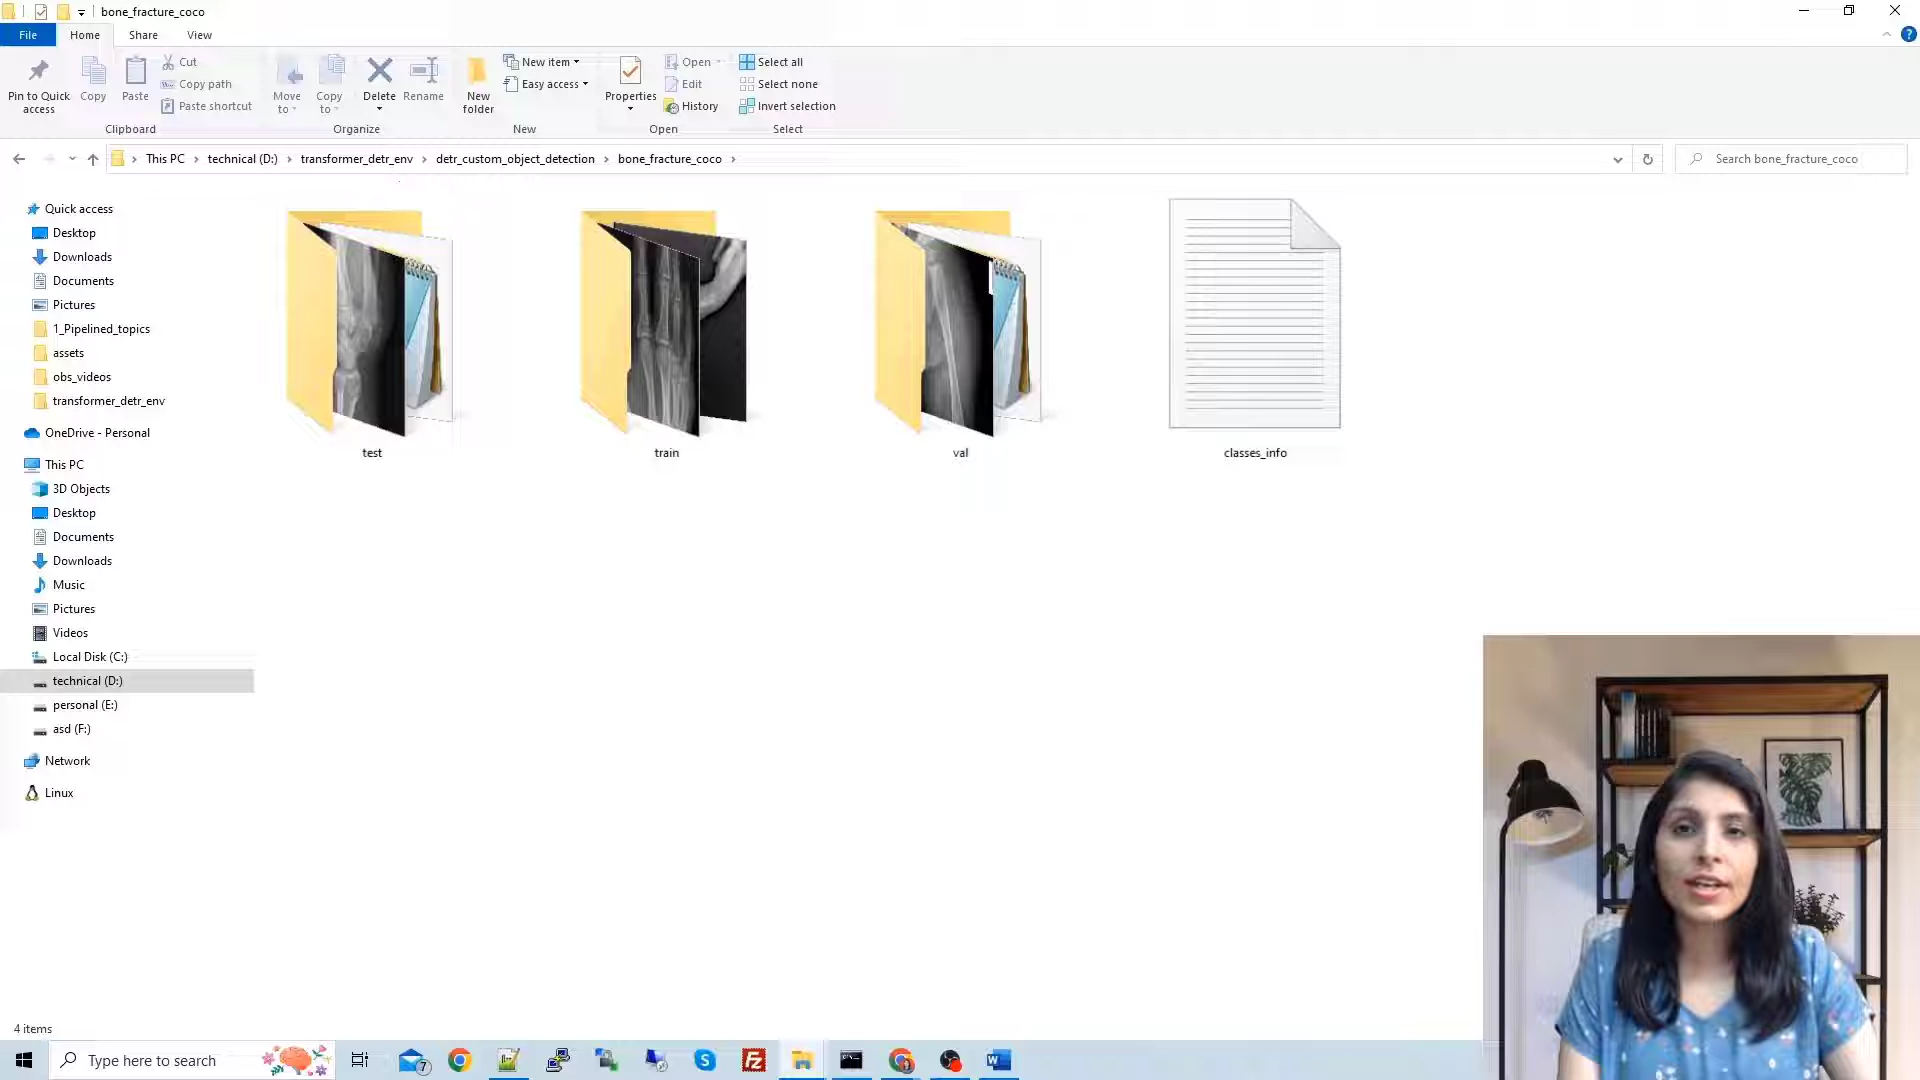 bone_fracture_coco
File
Home
Share
View
Pin to Quick access
Copy
Paste
Cut
Copy path
Paste shortcut
Clipboard
Move to
Copy to
Delete
Rename
Organize
New folder
New item
Easy access
New
Properties
Open
Edit
History
Open
Select all
Select none
Invert selection
Select
This PC > technical (D:) > transformer_detr_env > detr_custom_object_detection > bone_fracture_coco >
Search bone_fracture_coco
Quick access
Desktop
Downloads
Documents
Pictures
1_Pipelined_topics
assets
obs_videos
transformer_detr_env
OneDrive - Personal
This PC
3D Objects
Desktop
Documents
Downloads
Music
Pictures
Videos
Local Disk (C:)
technical (D:)
personal (E:)
asd (F:)
Network
Linux
test
train
val
classes_info
4 items
Type here to search
7